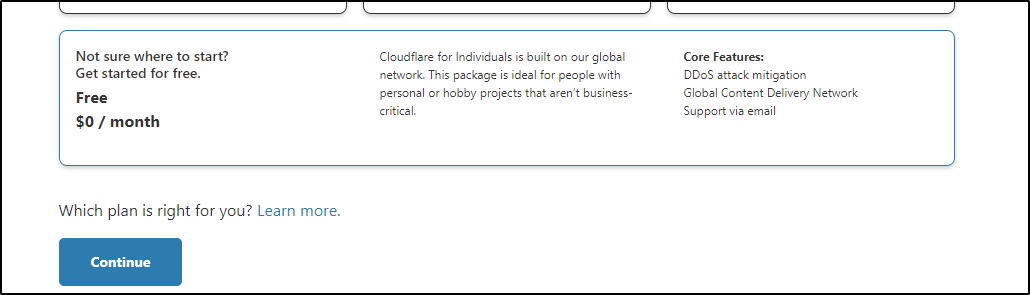 Not sure where to start?
Get started for free.
Free
$0 / month
Cloudflare for Individuals is built on our global
network. This package is ideal for people with
personal or hobby projects that aren't business-
critical.
Core Features:
DDoS attack mitigation
Global Content Delivery Network
Support via email
Which plan is right for you? Learn more.
Continue